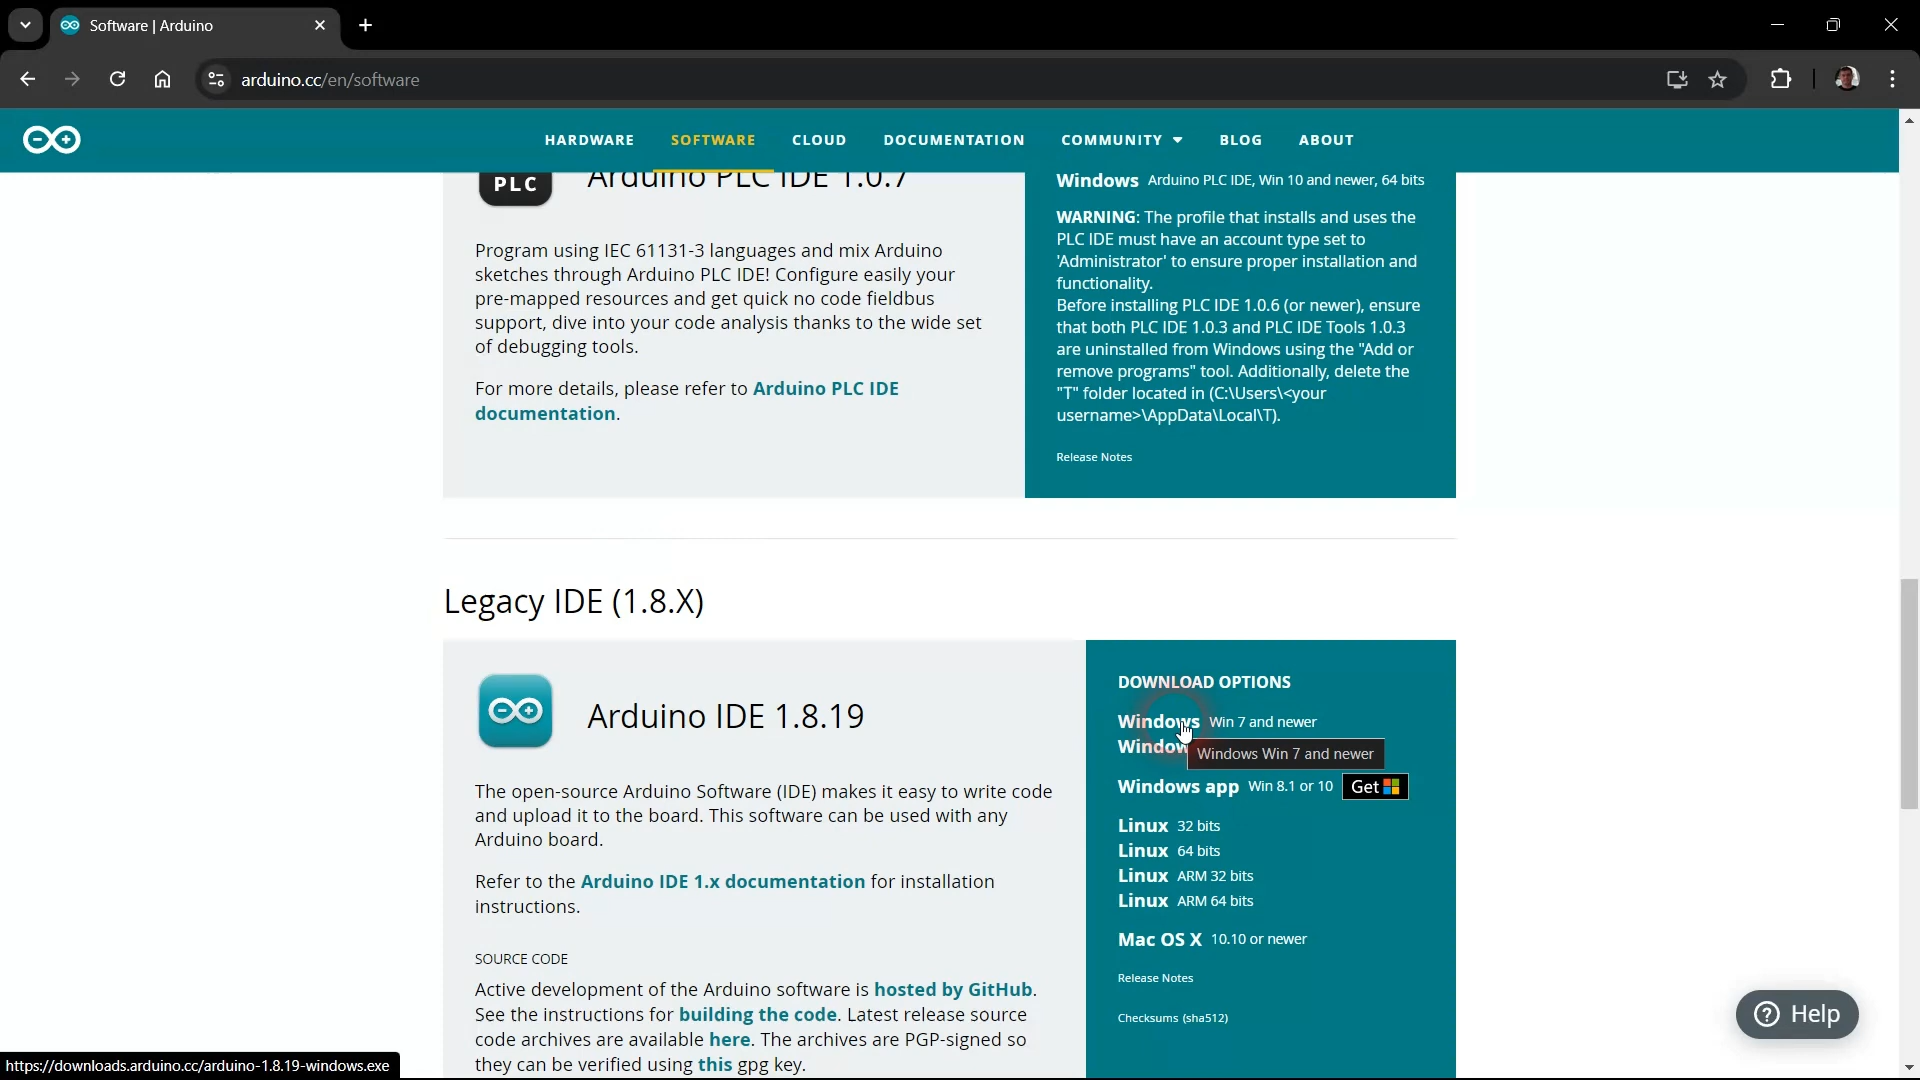 Software | Arduino
arduino.cc/en/software
HARDWARE SOFTWARE CLOUD DOCUMENTATION COMMUNITY BLOG ABOUT
PLC
Arduino PLC IDE 1.0.7
Program using IEC 61131-3 languages and mix Arduino
sketches through Arduino PLC IDE! Configure easily your
pre-mapped resources and get quick no code fieldbus
support, dive into your code analysis thanks to the wide set
of debugging tools.
For more details, please refer to Arduino PLC IDE
documentation.
Windows Arduino PLC IDE, Win 10 and newer, 64 bits
WARNING: The profile that installs and uses the
PLC IDE must have an account type set to
'Administrator' to ensure proper installation and
functionality.
Before installing PLC IDE 1.0.6 (or newer), ensure
that both PLC IDE 1.0.3 and PLC IDE Tools 1.0.3
are uninstalled from Windows using the "Add or
remove programs" tool. Additionally, delete the
"T" folder located in (C:\Users\<your
username>\AppData\Local\T).
Release Notes
Legacy IDE (1.8.X)
Arduino IDE 1.8.19
The open-source Arduino Software (IDE) makes it easy to write code
and upload it to the board. This software can be used with any
Arduino board.
Refer to the Arduino IDE 1.x documentation for installation
instructions.
SOURCE CODE
Active development of the Arduino software is hosted by GitHub.
See the instructions for building the code. Latest release source
code archives are available here. The archives are PGP-signed so
they can be verified using this gpg key.
DOWNLOAD OPTIONS
Windows Win 7 and newer
Window
Windows Win 7 and newer
Windows app Win 8.1 or 10 Get
Linux 32 bits
Linux 64 bits
Linux ARM 32 bits
Linux ARM 64 bits
Mac OS X 10.10 or newer
Release Notes
Checksums (sha512)
Help
https://downloads.arduino.cc/arduino-1.8.19-windows.exe